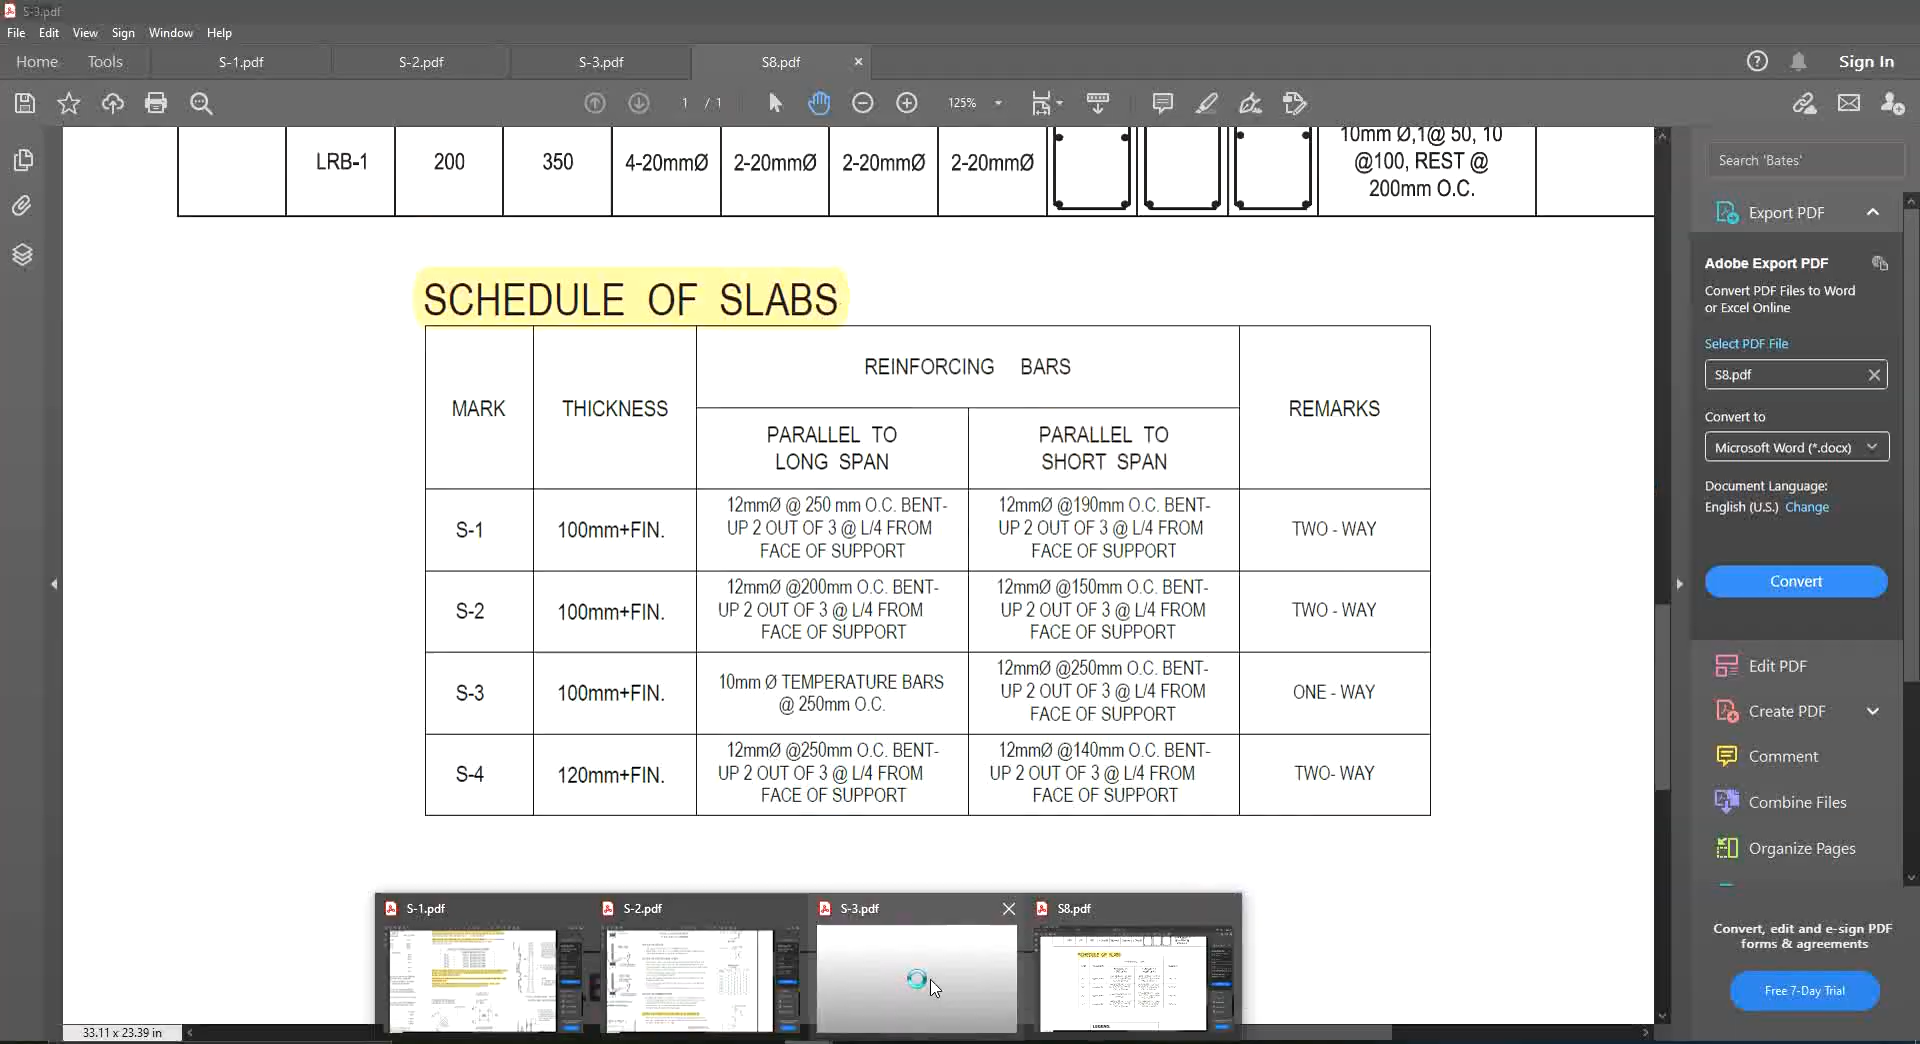 S-3.pdf
File Edit View Sign Window Help
Home Tools S-1.pdf S-2.pdf S-3.pdf S8.pdf Sign In
1 / 1 125%
LRB-1 200 350 4-20mmØ 2-20mmØ 2-20mmØ 2-20mmØ
10mm Ø,1@ 50, 10
@100, REST @
200mm O.C.
SCHEDULE OF SLABS
MARK THICKNESS REINFORCING BARS REMARKS
PARALLEL TO
LONG SPAN
PARALLEL TO
SHORT SPAN
S-1 100mm+FIN.
12mmØ @ 250 mm O.C. BENT-
UP 2 OUT OF 3 @ L/4 FROM
FACE OF SUPPORT
12mmØ @190mm O.C. BENT-
UP 2 OUT OF 3 @ L/4 FROM
FACE OF SUPPORT
TWO - WAY
S-2 100mm+FIN.
12mmØ @200mm O.C. BENT-
UP 2 OUT OF 3 @ L/4 FROM
FACE OF SUPPORT
12mmØ @150mm O.C. BENT-
UP 2 OUT OF 3 @ L/4 FROM
FACE OF SUPPORT
TWO - WAY
S-3 100mm+FIN.
10mm Ø TEMPERATURE BARS
@ 250mm O.C.
12mmØ @250mm O.C. BENT-
UP 2 OUT OF 3 @ L/4 FROM
FACE OF SUPPORT
ONE - WAY
S-4 120mm+FIN.
12mmØ @250mm O.C. BENT-
UP 2 OUT OF 3 @ L/4 FROM
FACE OF SUPPORT
12mmØ @140mm O.C. BENT-
UP 2 OUT OF 3 @ L/4 FROM
FACE OF SUPPORT
TWO- WAY
Search 'Bates'
Export PDF
Adobe Export PDF
Convert PDF Files to Word
or Excel Online
Select PDF File
S8.pdf
Convert to
Microsoft Word (*.docx)
Document Language:
English (U.S.) Change
Convert
Edit PDF
Create PDF
Comment
Combine Files
Organize Pages
Convert, edit and e-sign PDF
forms & agreements
Free 7-Day Trial
S-1.pdf S-2.pdf S-3.pdf S8.pdf
SCHEDULE OF SLABS
LEGEND:
33.11 x 23.39 in